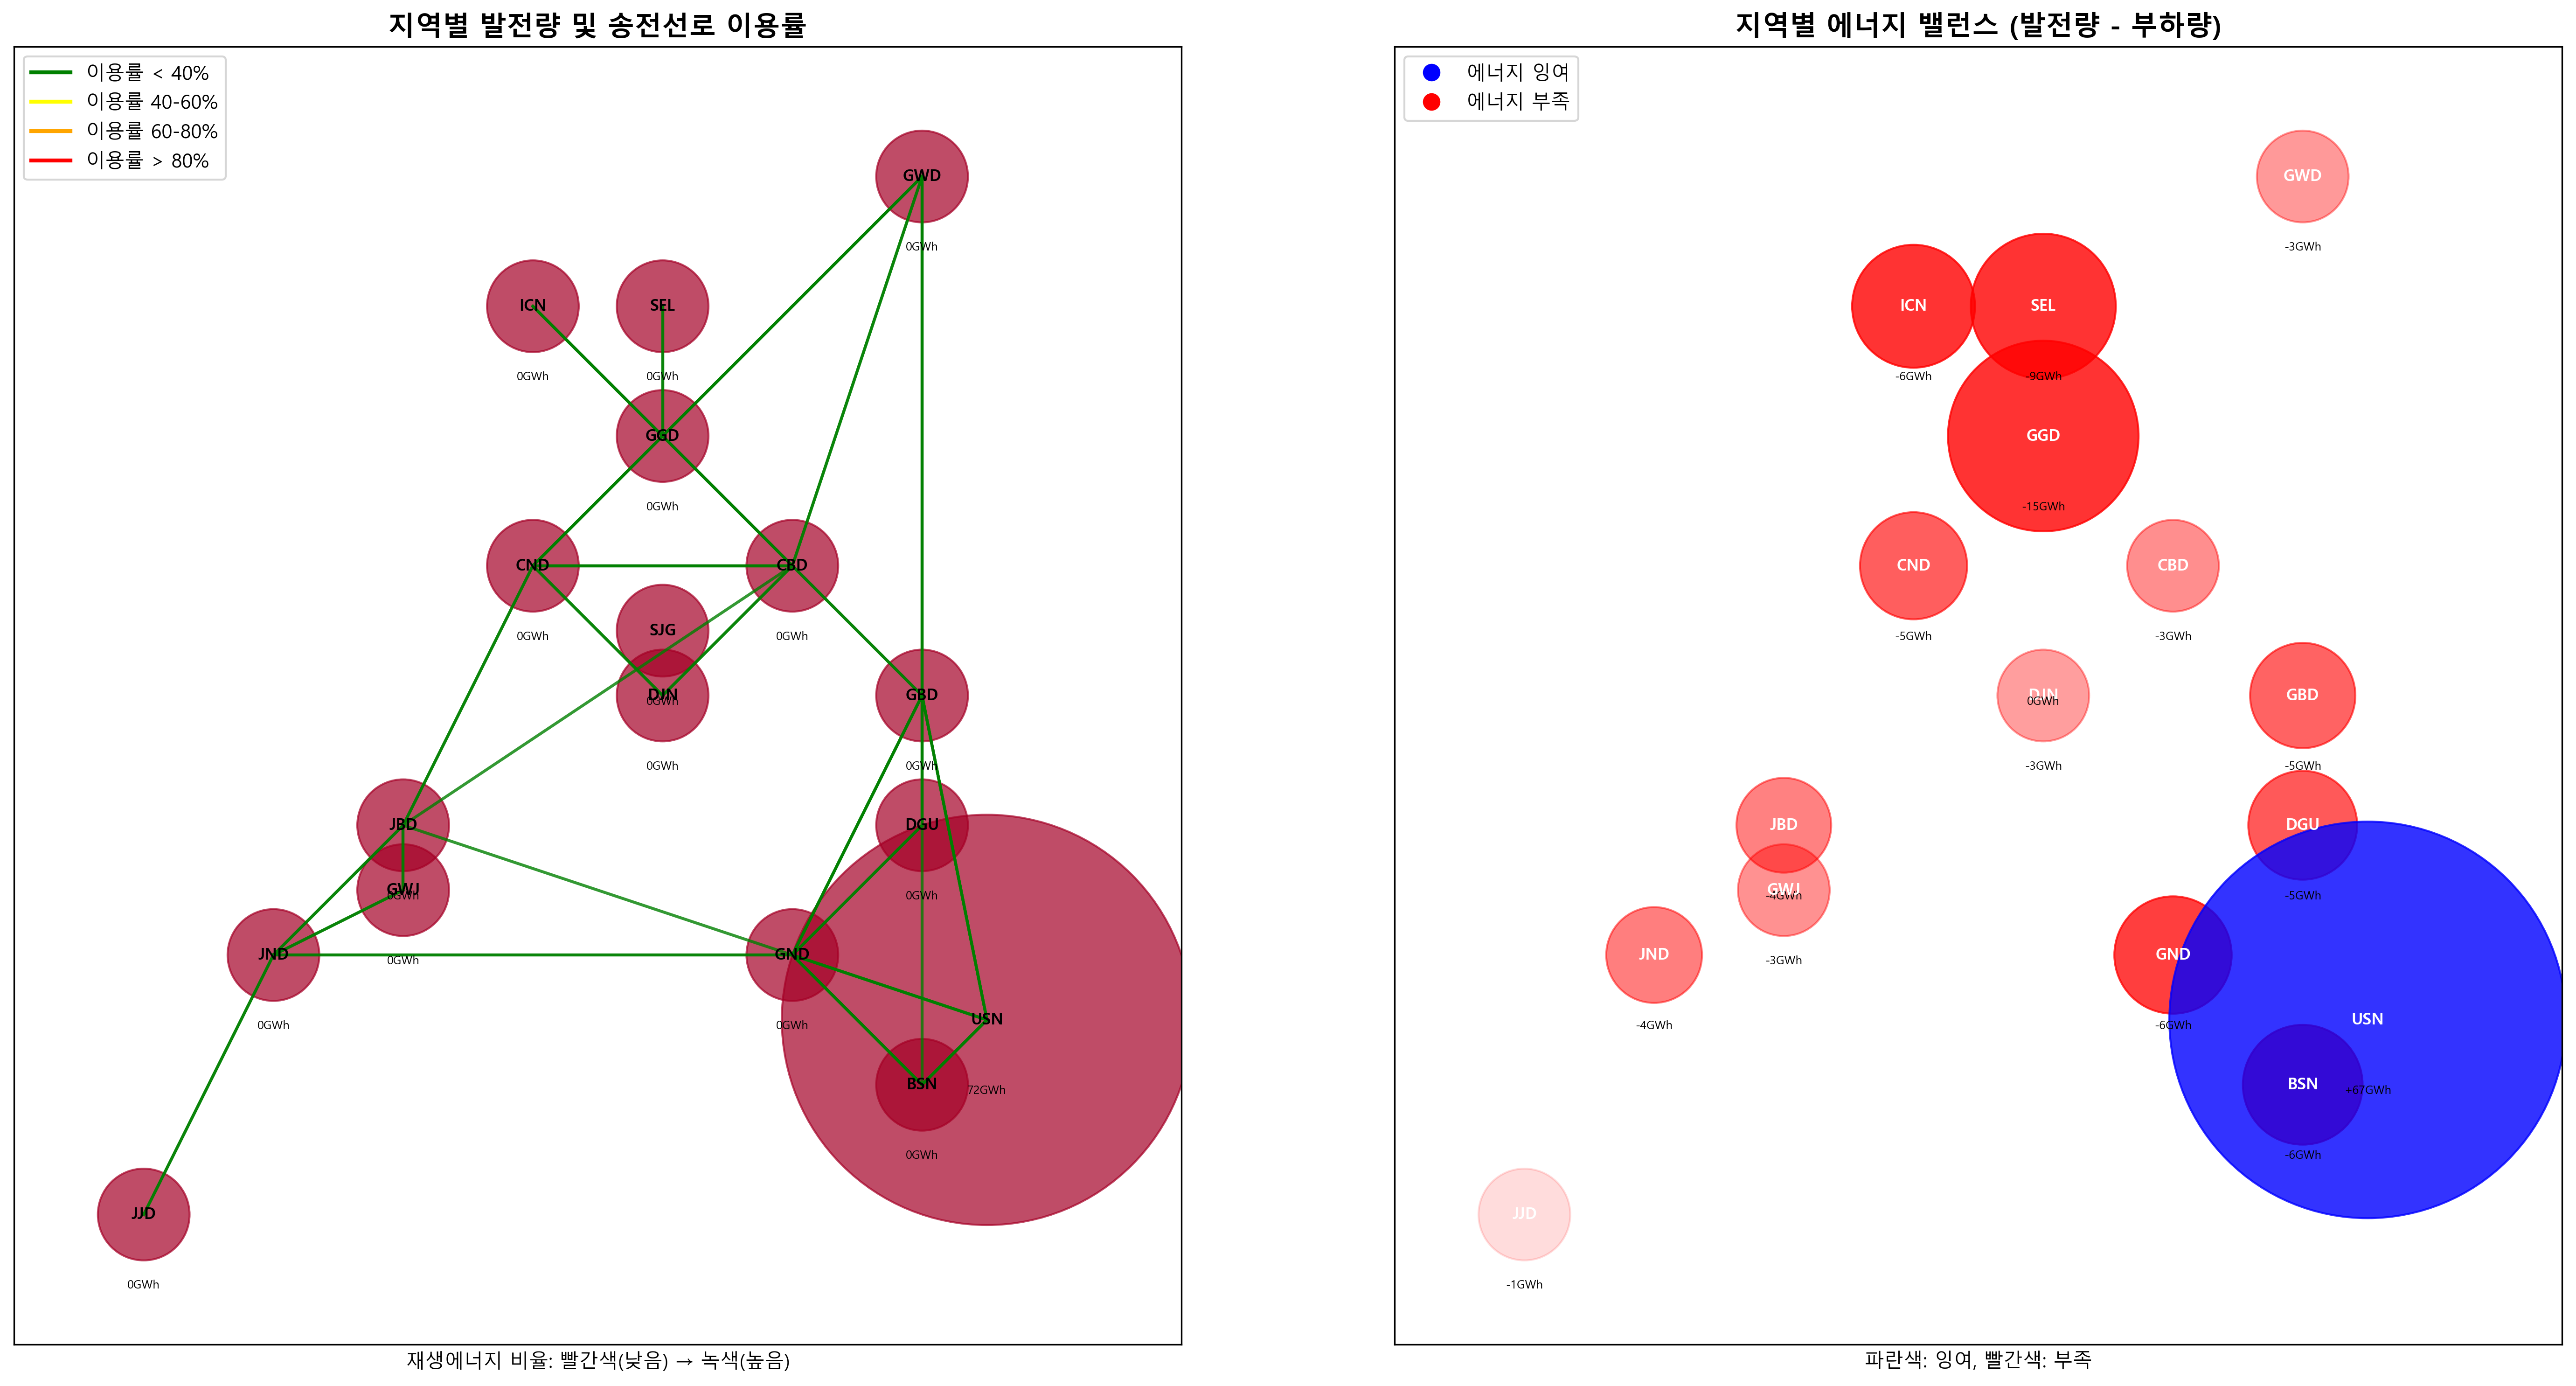 지역별 발전량 및 송전선로 이용률
이용률 < 40%
이용률 40-60%
이용률 60-80%
이용률 > 80%
GWD
0GWh
ICN
SEL
0GWh
0GWh
GGD
0GWh
CND
CBD
0GWh
0GWh
SJG
DJN
0GWh
0GWh
GBD
0GWh
JBD
DGU
0GWh
0GWh
GWJ
0GWh
JND
GND
0GWh
0GWh
USN
72GWh
BSN
0GWh
JJD
0GWh
재생에너지 비율: 빨간색(낮음) → 녹색(높음)
지역별 에너지 밸런스 (발전량 - 부하량)
에너지 잉여
에너지 부족
GWD
-3GWh
ICN
SEL
-6GWh
-9GWh
GGD
-15GWh
CND
CBD
-5GWh
-3GWh
DJN
0GWh
-3GWh
GBD
-5GWh
JBD
DGU
-4GWh
-5GWh
GWJ
-3GWh
JND
GND
-4GWh
-6GWh
USN
+67GWh
BSN
-6GWh
JJD
-1GWh
파란색: 잉여, 빨간색: 부족